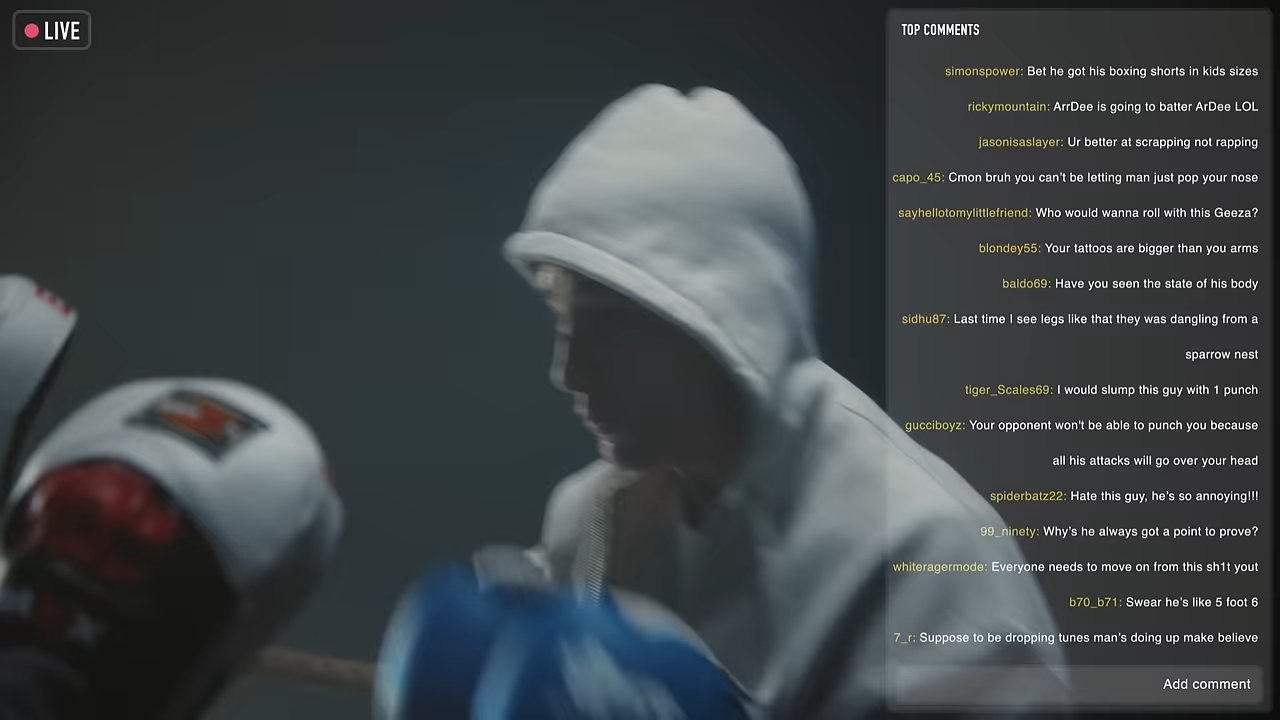 LIVE
TOP COMMENTS
simonspower: Bet he got his boxing shorts in kids sizes
rickymountain: ArrDee is going to batter ArDee LOL
jasonisaslayer: Ur better at scrapping not rapping
capo_45: Cmon bruh you can't be letting man just pop your nose
sayhellotomylittlefriend: Who would wanna roll with this Geeza?
blondey55: Your tattoos are bigger than you arms
baldo69: Have you seen the state of his body
sidhu87: Last time I see legs like that they was dangling from a
sparrow nest
tiger_Scales69: I would slump this guy with 1 punch
gucciboyz: Your opponent won't be able to punch you because
all his attacks will go over your head
spiderbatz22: Hate this guy, he's so annoying!!!
99_ninety: Why's he always got a point to prove?
whiteragermode: Everyone needs to move on from this sh1t yout
b70_b71: Swear he's like 5 foot 6
7_r: Suppose to be dropping tunes man's doing up make believe
Add comment